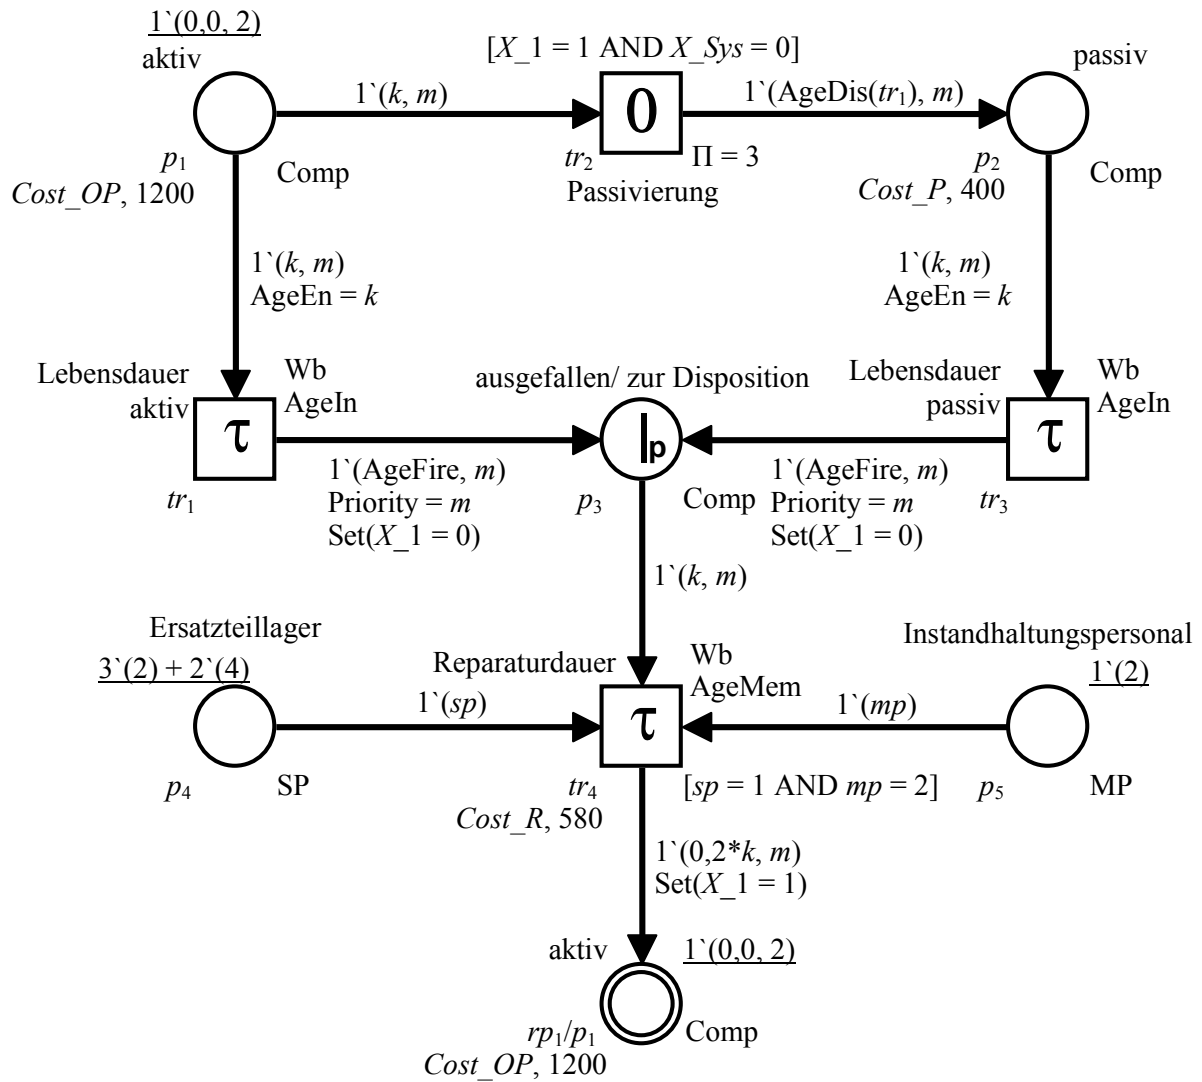 1`(0,0, 2)
aktiv
[X_1 = 1 AND X_Sys = 0]
passiv
1`(k, m)
0
1`(AgeDis(tr1), m)
p1
Comp
Cost_OP, 1200
tr2
Π = 3
Passivierung
p2
Comp
Cost_P, 400
1`(k, m)
AgeEn = k
1`(k, m)
AgeEn = k
Lebensdauer
aktiv
Wb
AgeIn
ausgefallen/ zur Disposition
Lebensdauer
passiv
Wb
AgeIn
τ
|p
τ
tr1
1`(AgeFire, m)
Priority = m
Set(X_1 = 0)
p3
Comp
1`(AgeFire, m)
Priority = m
Set(X_1 = 0)
tr3
1`(k, m)
Ersatzteillager
3`(2) + 2`(4)
Reparaturdauer
Wb
AgeMem
Instandhaltungspersonal
1`(2)
1`(sp)
τ
1`(mp)
p4
SP
tr4
Cost_R, 580
[sp = 1 AND mp = 2]
p5
MP
1`(0,2*k, m)
Set(X_1 = 1)
aktiv
1`(0,0, 2)
rp1/p1
Comp
Cost_OP, 1200